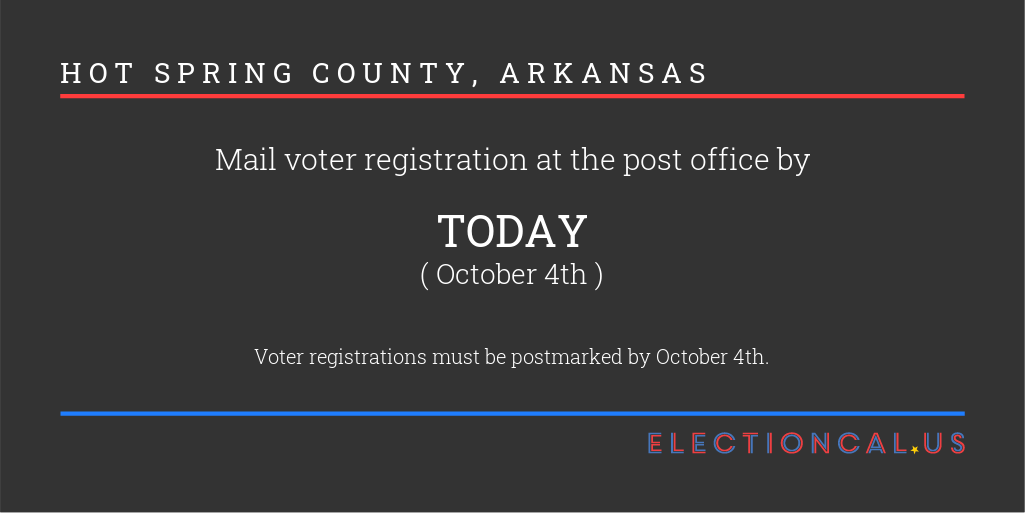 HOT SPRING COUNTY, ARKANSAS
Mail voter registration at the post office by
TODAY
( October 4th )
Voter registrations must be postmarked by October 4th.
ELECTIONCAL★US